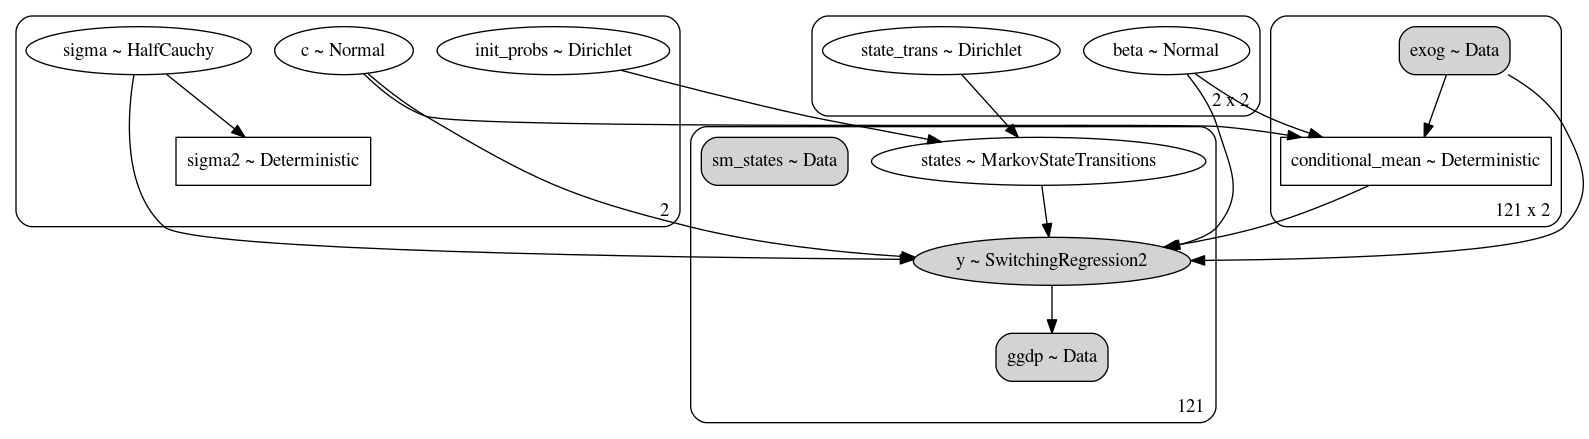 sigma ~ HalfCauchy
c ~ Normal
init_probs ~ Dirichlet
state_trans ~ Dirichlet
beta ~ Normal
exog ~ Data
2 x 2
sigma2 ~ Deterministic
sm_states ~ Data
states ~ MarkovStateTransitions
conditional_mean ~ Deterministic
2
121 x 2
y ~ SwitchingRegression2
ggdp ~ Data
121